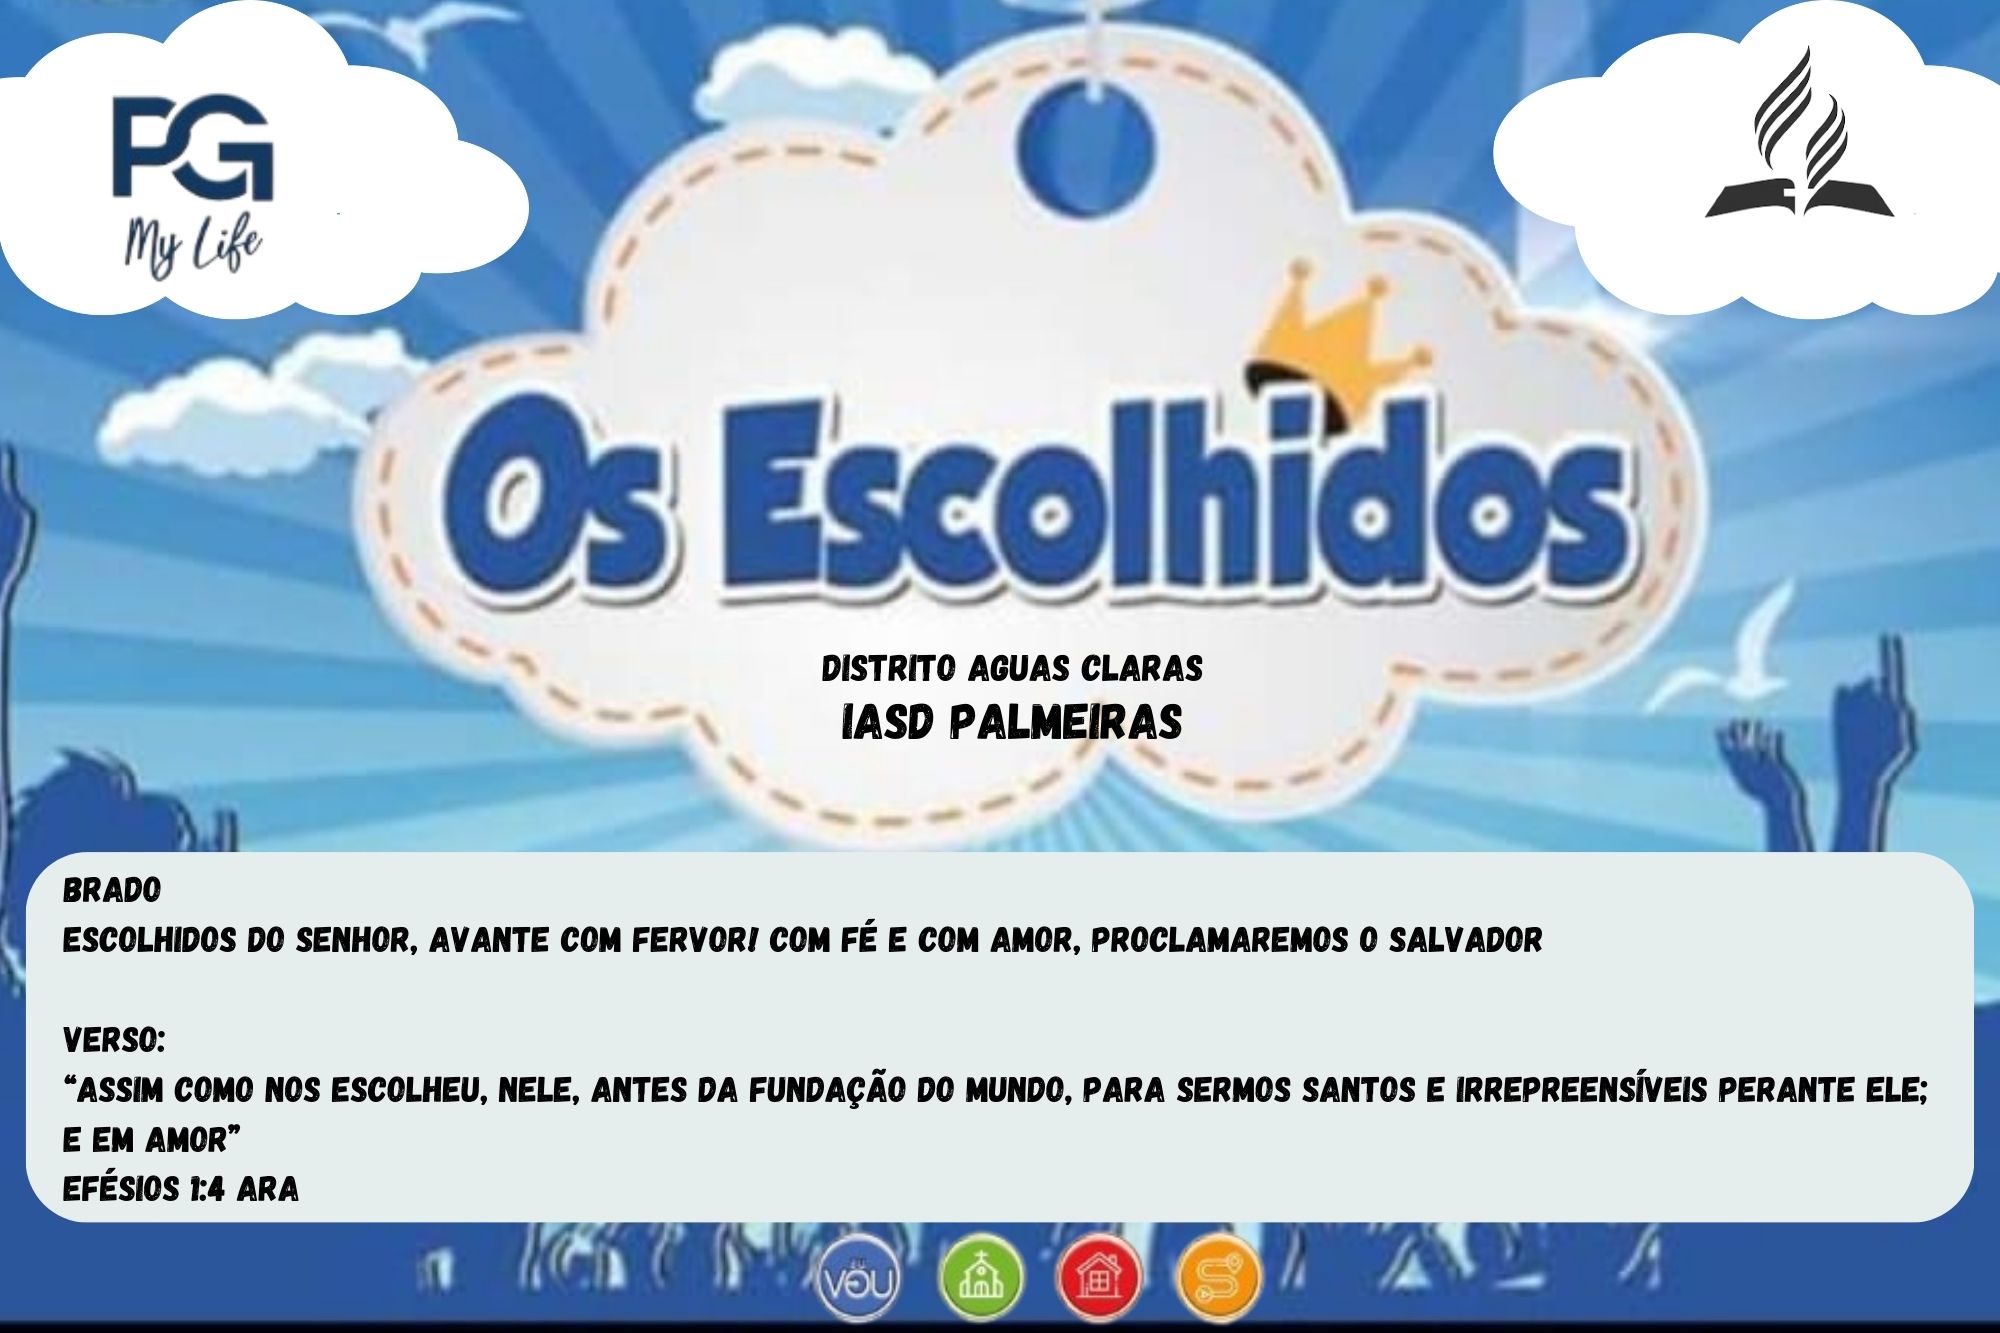 PG
My Life
Os Escolhidos
DISTRITO AGUAS CLARAS
IASD PALMEIRAS
BRADO
ESCOLHIDOS DO SENHOR, AVANTE COM FERVOR! COM FÉ E COM AMOR, PROCLAMAREMOS O SALVADOR
VERSO:
“ASSIM COMO NOS ESCOLHEU, NELE, ANTES DA FUNDAÇÃO DO MUNDO, PARA SERMOS SANTOS E IRREPREENSÍVEIS PERANTE ELE;
E EM AMOR”
EFÉSIOS 1:4 ARA
EU VOU